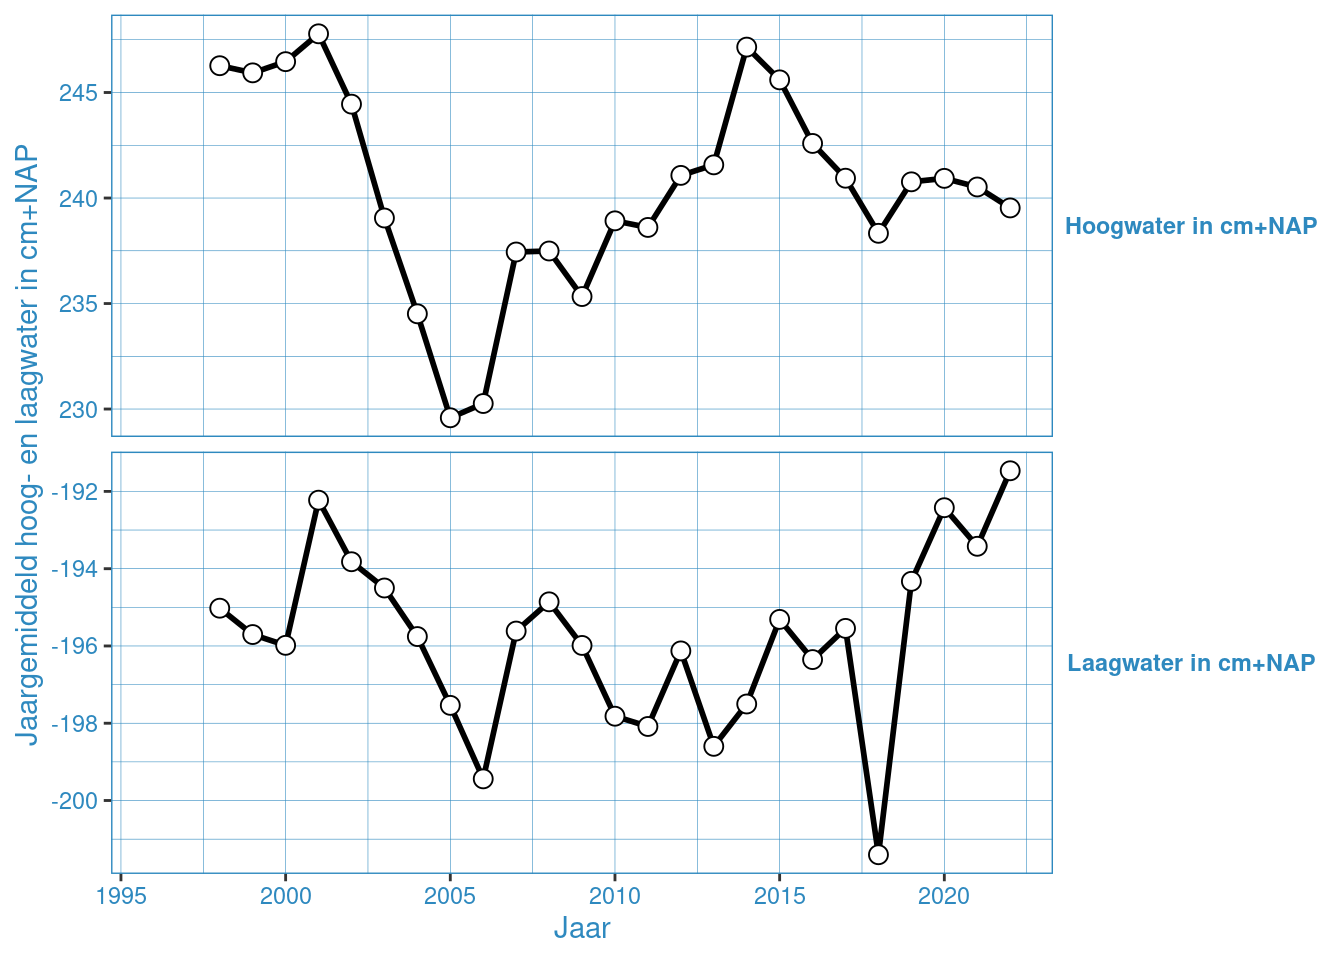 Jaargemiddeld hoog- en laagwater in cm+NAP
245
240
235
230
Hoogwater in cm+NAP
-192
-194
-196
-198
-200
Laagwater in cm+NAP
1995 2000 2005 2010 2015 2020
Jaar